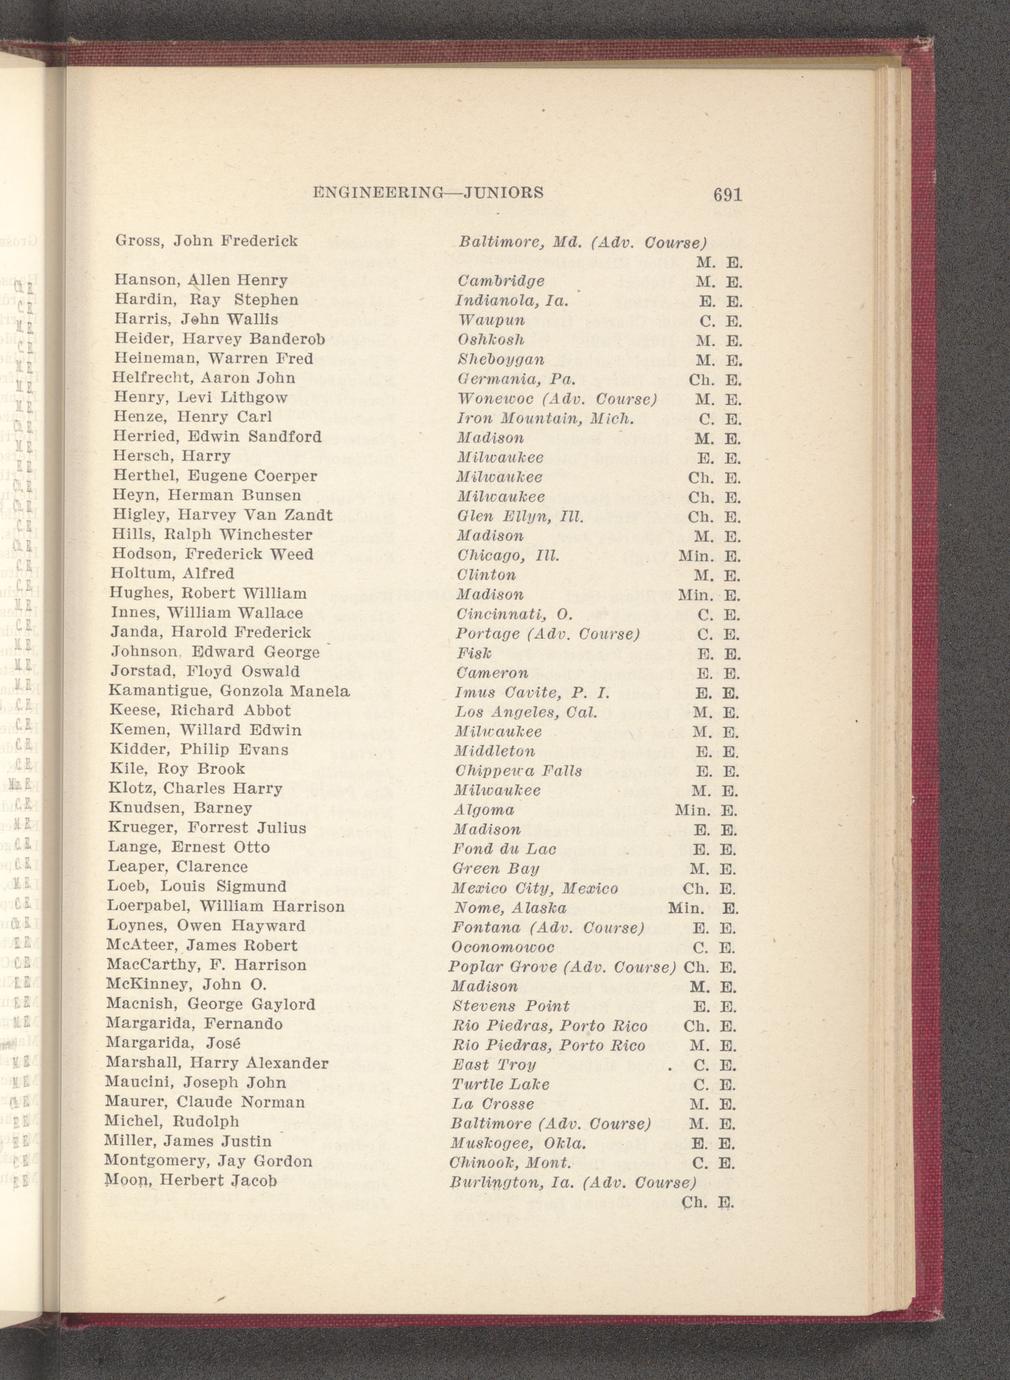 ENGINEERING—JUNIORS 691
Gross, John Frederick Baltimore, Md. (Adv. Course)
M. E.
Hanson, Allen Henry Cambridge M. E.
Hardin, Ray Stephen Indianola, Ia. E. E.
Harris, John Wallis Waupun C. E.
Heider, Harvey Banderob Oshkosh M. E.
Heineman, Warren Fred Sheboygan M. E.
Helfrecht, Aaron John Germania, Pa. Ch. E.
Henry, Levi Lithgow Wonewoc (Adv. Course) M. E.
Henze, Henry Carl Iron Mountain, Mich. C. E.
Herried, Edwin Sandford Madison M. E.
Hersch, Harry Milwaukee E. E.
Herthel, Eugene Coerper Milwaukee Ch. E.
Heyn, Herman Bunsen Milwaukee Ch. E.
Higley, Harvey Van Zandt Glen Ellyn, Ill. Ch. E.
Hills, Ralph Winchester Madison M. E.
Hodson, Frederick Weed Chicago, Ill. Min. E.
Holtum, Alfred Clinton M. E.
Hughes, Robert William Madison Min. E.
Innes, William Wallace Cincinnati, O. C. E.
Janda, Harold Frederick Portage (Adv. Course) C. E.
Johnson, Edward George Fisk E. E.
Jorstad, Floyd Oswald Cameron E. E.
Kamantigue, Gonzola Manela Imus Cavite, P. I. E. E.
Keese, Richard Abbot Los Angeles, Cal. M. E.
Kemen, Willard Edwin Milwaukee M. E.
Kidder, Philip Evans Middleton E. E.
Kile, Roy Brook Chippewa Falls E. E.
Klotz, Charles Harry Milwaukee M. E.
Knudsen, Barney Algoma Min. E.
Krueger, Forrest Julius Madison E. E.
Lange, Ernest Otto Fond du Lac E. E.
Leaper, Clarence Green Bay M. E.
Loeb, Louis Sigmund Mexico City, Mexico Ch. E.
Loerpabel, William Harrison Nome, Alaska Min. E.
Loynes, Owen Hayward Fontana (Adv. Course) E. E.
McAteer, James Robert Oconomowoc C. E.
MacCarthy, F. Harrison Poplar Grove (Adv. Course) Ch. E.
McKinney, John O. Madison M. E.
Macnish, George Gaylord Stevens Point E. E.
Margarida, Fernando Rio Piedras, Porto Rico Ch. E.
Margarida, José Rio Piedras, Porto Rico M. E.
Marshall, Harry Alexander East Troy C. E.
Maucini, Joseph John Turtle Lake C. E.
Maurer, Claude Norman La Crosse M. E.
Michel, Rudolph Baltimore (Adv. Course) M. E.
Miller, James Justin Muskogee, Okla. E. E.
Montgomery, Jay Gordon Chinook, Mont. C. E.
Moon, Herbert Jacob Burlington, Ia. (Adv. Course)
Ch. E.